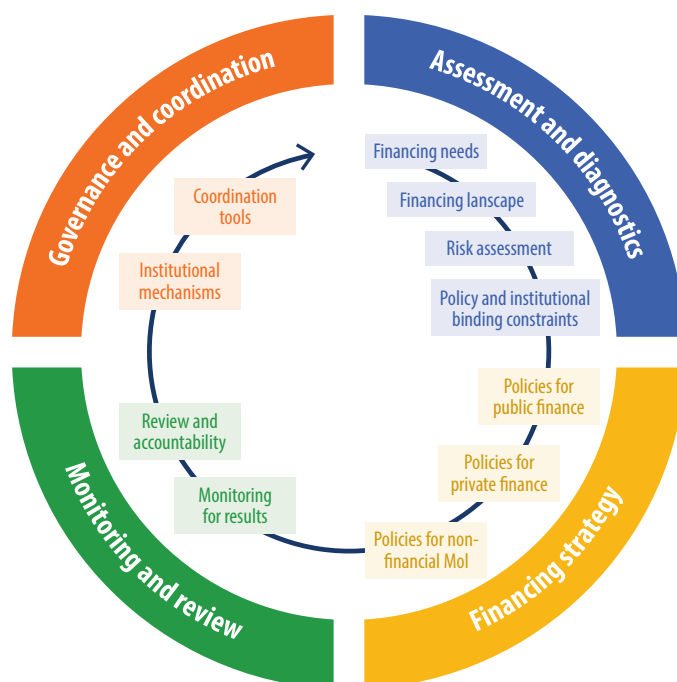 Governance and coordination
Assessment and diagnostics
Financing needs
Financing lanscape
Risk assessment
Policy and institutional
binding constraints
Policies for
public finance
Policies for
private finance
Policies for non-
financial MoI
Financing strategy
Monitoring
for results
Review and
accountability
Monitoring and review
Institutional
mechanisms
Coordination
tools